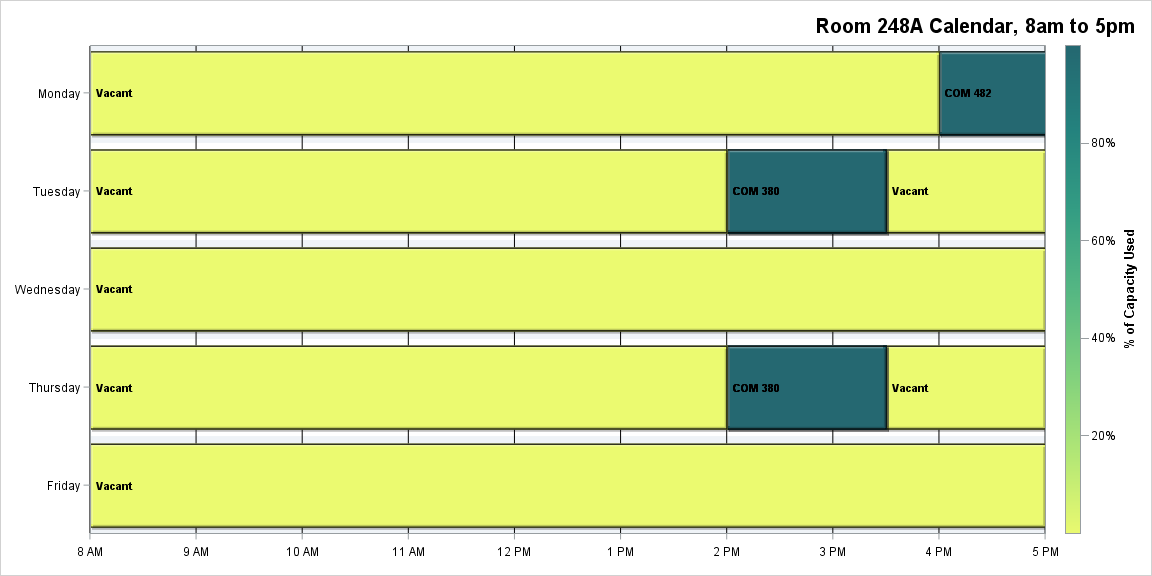 Room 248A Calendar, 8am to 5pm
Monday Vacant COM 482
Tuesday Vacant COM 380 Vacant
Wednesday Vacant
Thursday Vacant COM 380 Vacant
Friday Vacant
8 AM 9 AM 10 AM 11 AM 12 PM 1 PM 2 PM 3 PM 4 PM 5 PM
80%
60%
40%
20%
% of Capacity Used